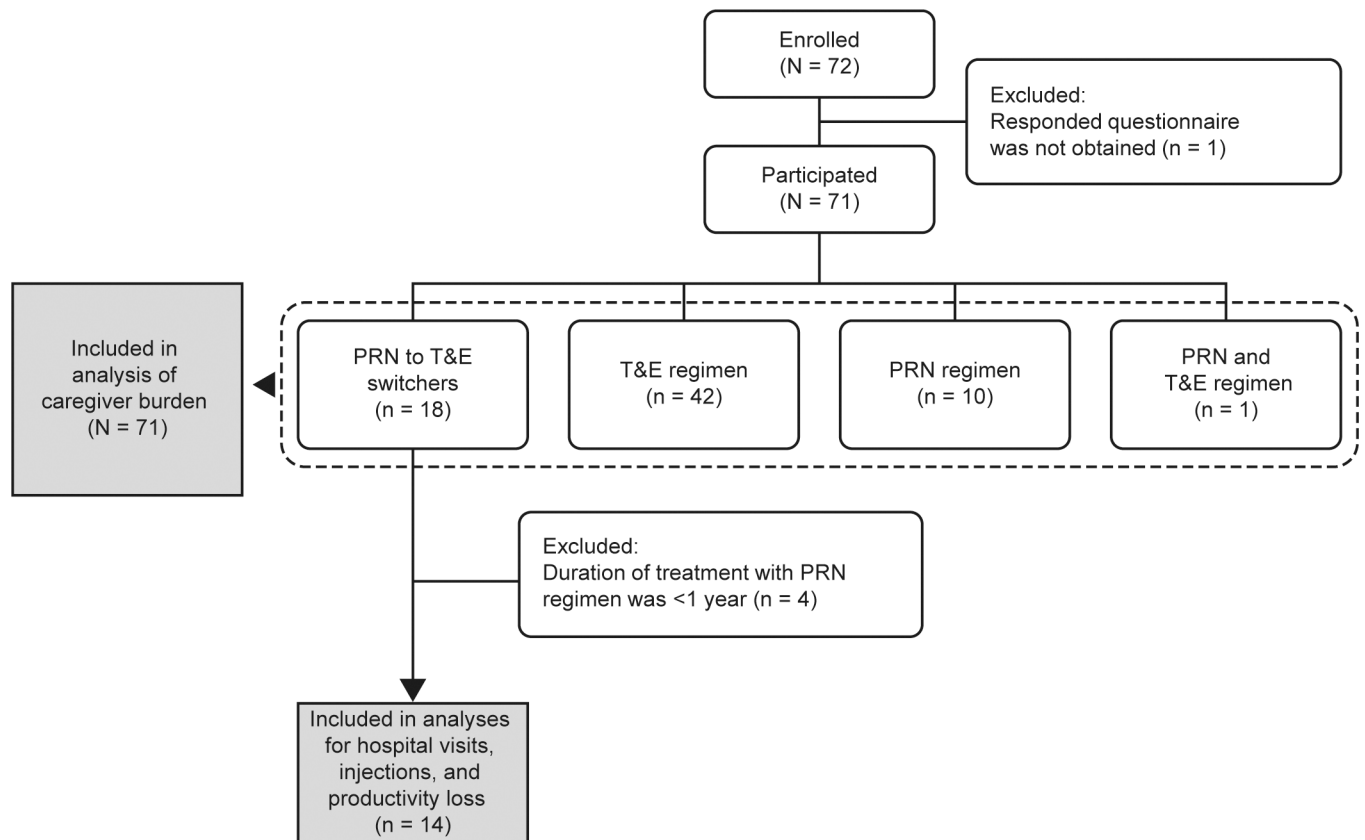 Enrolled
(N = 72)
Excluded:
Responded questionnaire
was not obtained (n = 1)
Participated
(N = 71)
Included in
analysis of
caregiver burden
(N = 71)
PRN to T&E
switchers
(n = 18)
T&E regimen
(n = 42)
PRN regimen
(n = 10)
PRN and
T&E regimen
(n = 1)
Excluded:
Duration of treatment with PRN
regimen was <1 year (n = 4)
Included in analyses
for hospital visits,
injections, and
productivity loss
(n = 14)